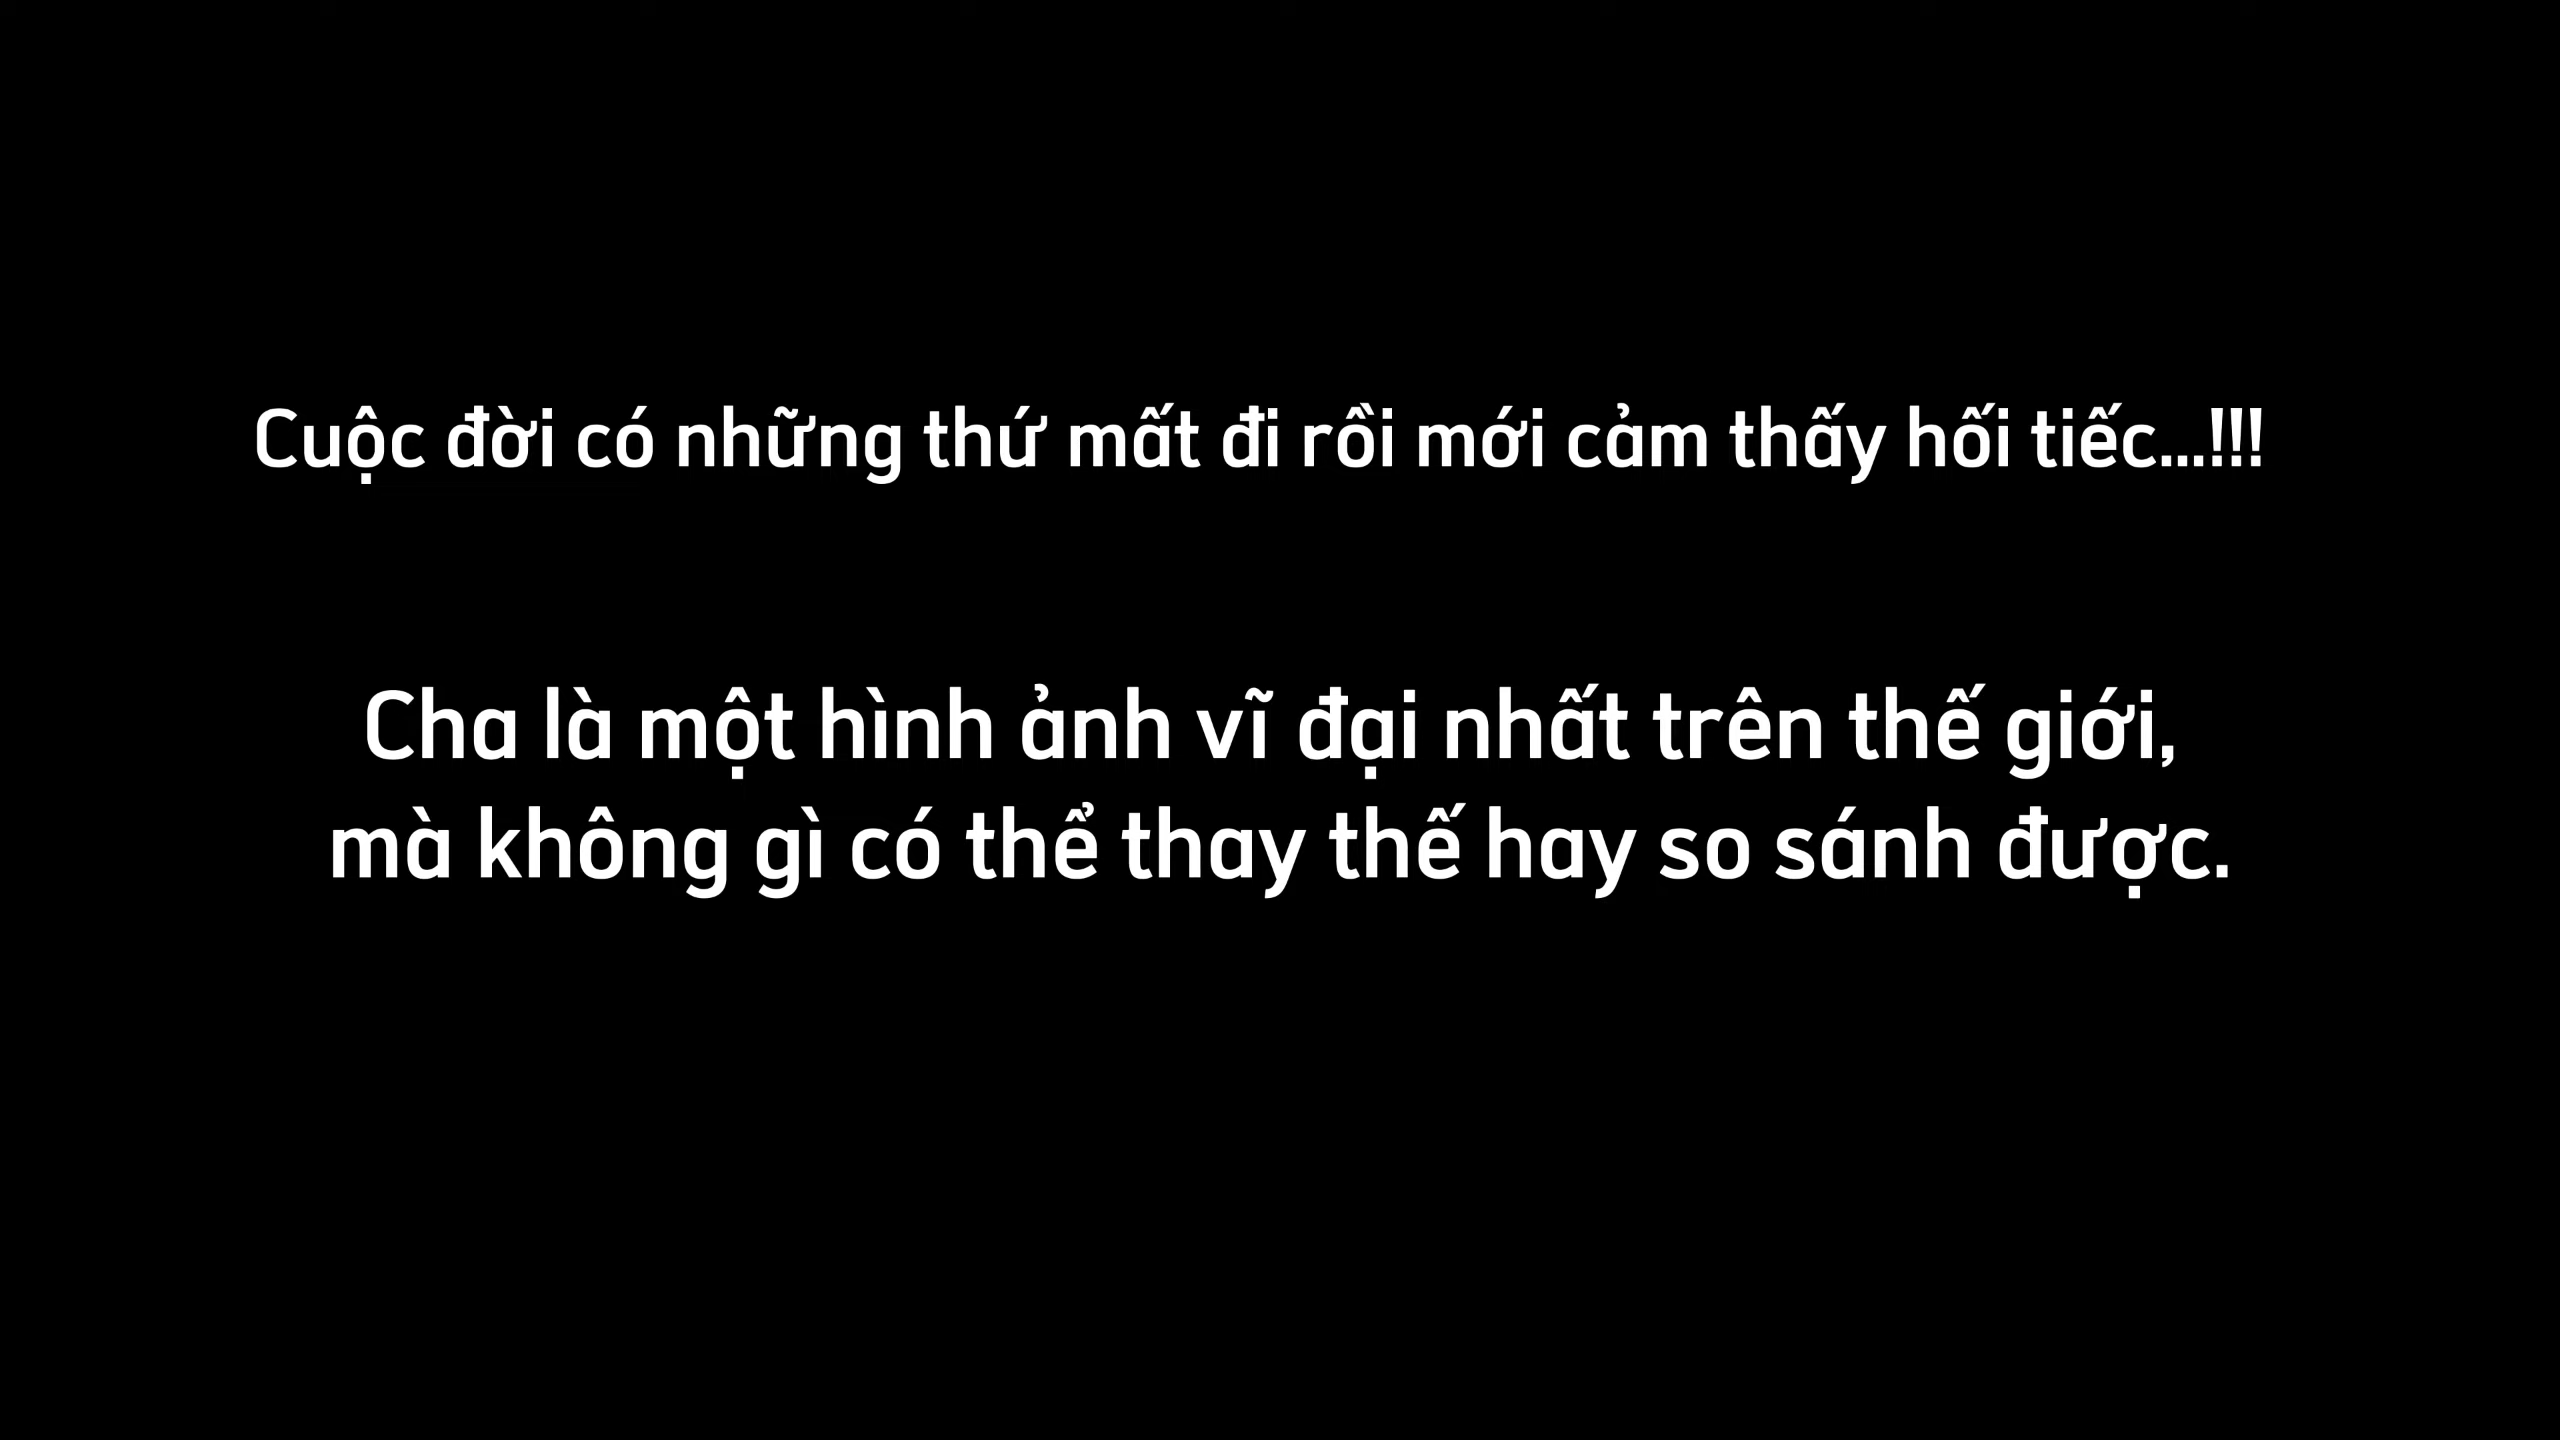 Cuộc đời có những thứ mất đi rồi mới cảm thấy hối tiếc...!!!
Cha là một hình ảnh vĩ đại nhất trên thế giới,
mà không gì có thể thay thế hay so sánh được.